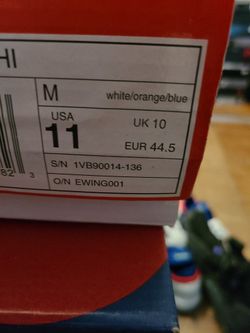 HI
M white/orange/blue
USA
11 UK 10
EUR 44.5
S/N 1VB90014-136
O/N EWING001
82 3